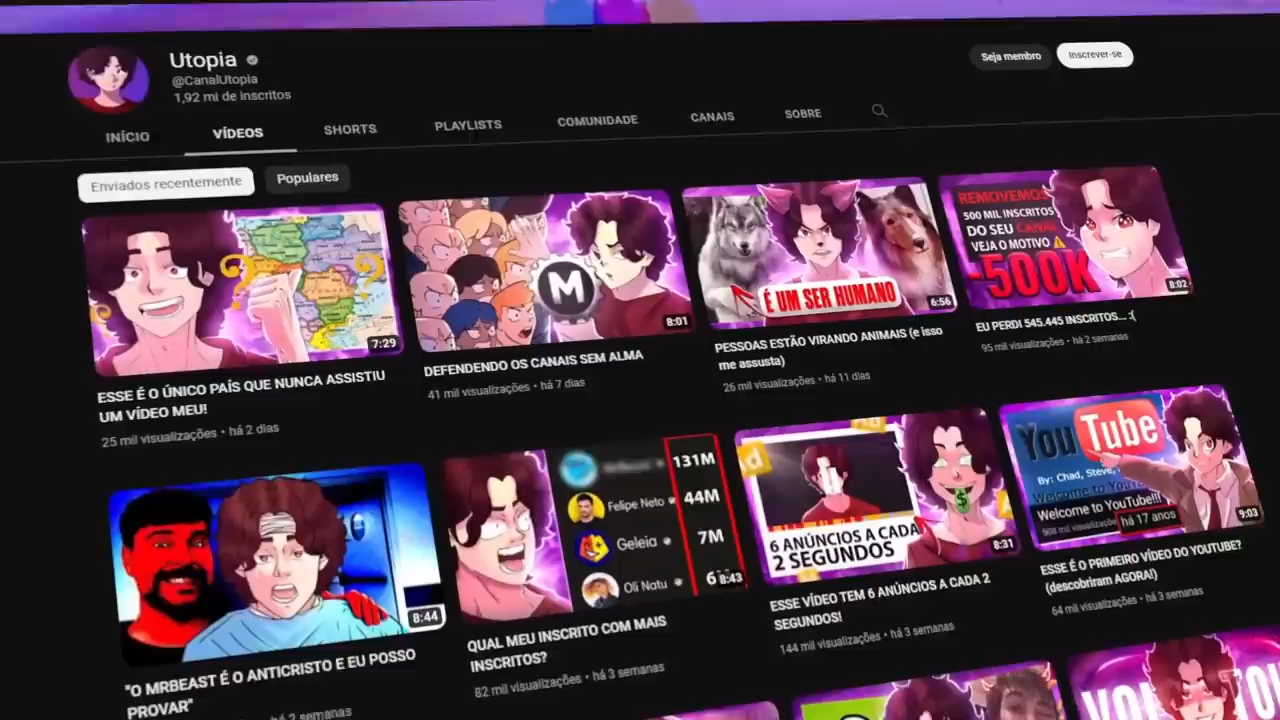 Utopia
@CanalUtopia
1,92 mi de inscritos
Seja membro
Inscrever-se
INÍCIO
VÍDEOS
SHORTS
PLAYLISTS
COMUNIDADE
CANAIS
SOBRE
Enviados recentemente
Populares
? ?
7:29
ESSE É O ÚNICO PAÍS QUE NUNCA ASSISTIU
UM VÍDEO MEU!
25 mil visualizações • há 2 dias
M
8:01
DEFENDENDO OS CANAIS SEM ALMA
41 mil visualizações • há 7 dias
É UM SER HUMANO
6:56
PESSOAS ESTÃO VIRANDO ANIMAIS (e isso
me assusta)
26 mil visualizações • há 11 dias
REMOVEMOS
500 MIL INSCRITOS
DO SEU CANAL
VEJA O MOTIVO
-500K
8:02
EU PERDI 545.445 INSCRITOS... :(
95 mil visualizações • há 2 semanas
8:44
"O MRBEAST É O ANTICRISTO E EU POSSO
PROVAR"
há 2 semanas
131M
Felipe Neto 44M
Geleia 7M
Oli Natu 6
8:43
QUAL MEU INSCRITO COM MAIS
INSCRITOS?
82 mil visualizações • há 3 semanas
6 ANÚNCIOS A CADA
2 SEGUNDOS
$
8:31
ESSE VÍDEO TEM 6 ANÚNCIOS A CADA 2
SEGUNDOS!
144 mil visualizações • há 3 semanas
YouTube
By: Chad, Steve,
Welcome to YouTube!!!
há 17 anos
9:03
ESSE É O PRIMEIRO VÍDEO DO YOUTUBE?
(descobriram AGORA!)
64 mil visualizações • há 3 semanas